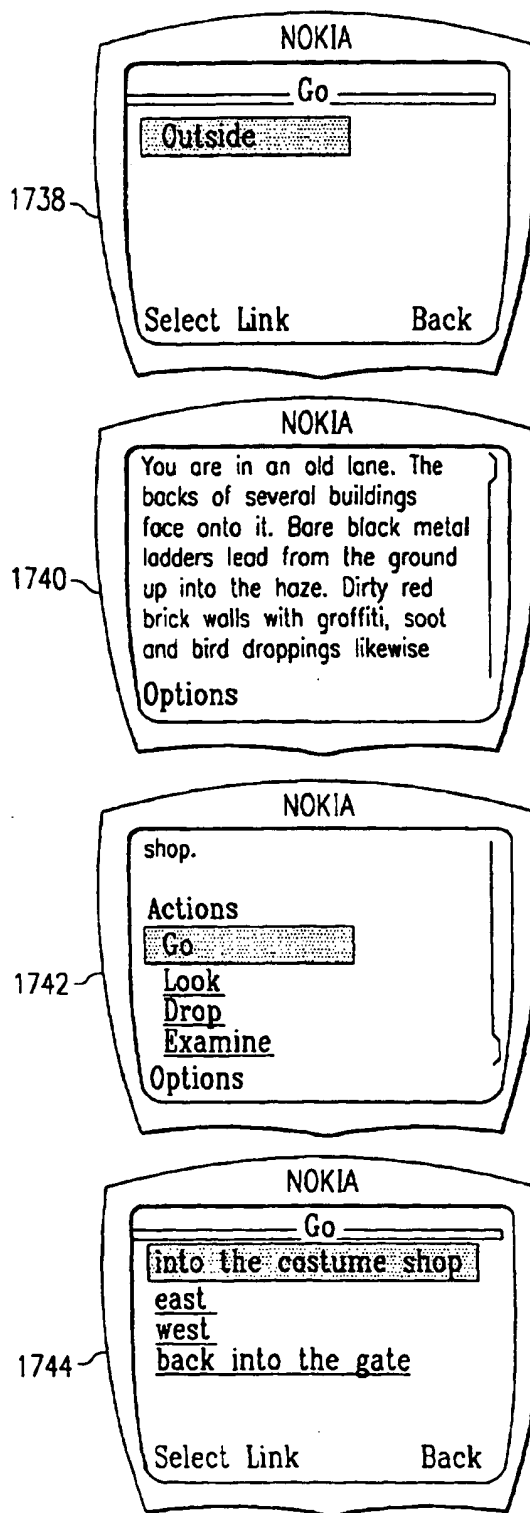 NOKIA
Go
Outside
1738
Select Link Back
NOKIA
You are in an old lane. The
backs of several buildings
face onto it. Bare black metal
ladders lead from the ground
1740
up into the haze. Dirty red
brick walls with graffiti, soot
and bird droppings likewise
Options
NOKIA
shop.
Actions
Go
1742
Look
Drop
Examine
Options
NOKIA
Go
into the costume shop
east
west
1744
back into the gate
Select Link Back